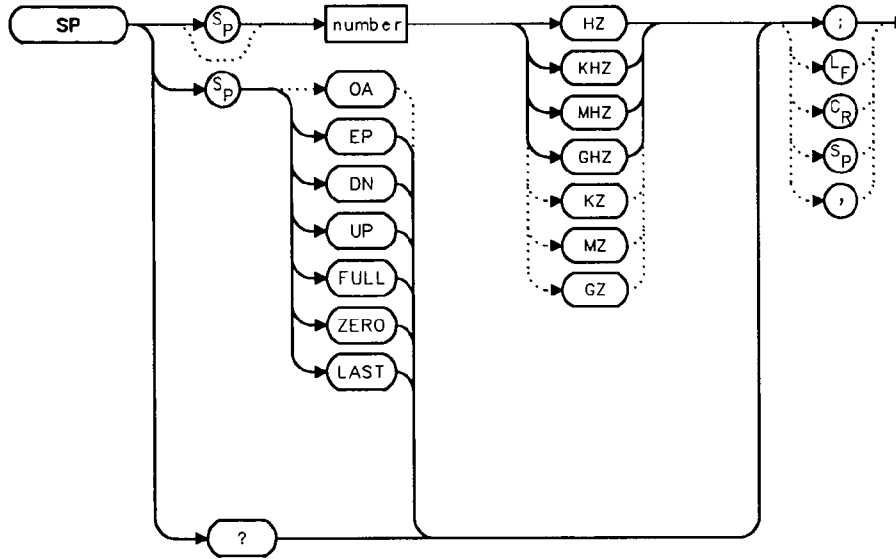 SP SP number HZ ;
KHZ LF
SP OA MHZ CR
EP GHZ SP
DN KZ ,
UP MZ
FULL GZ
ZERO
LAST
?